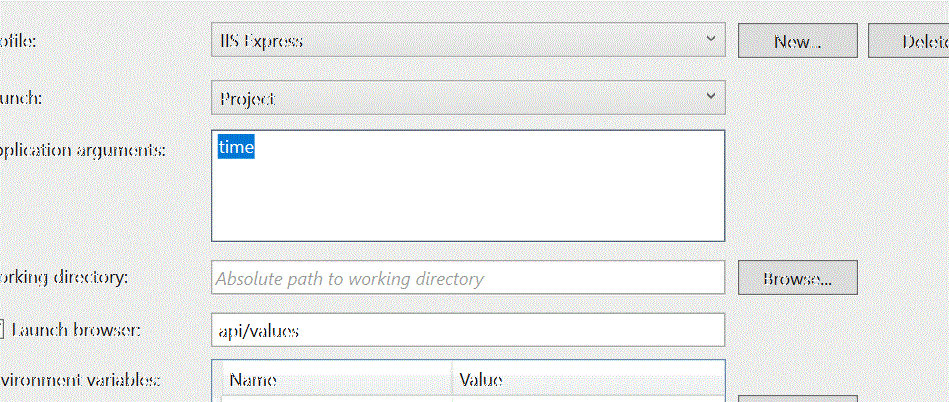 ofile: IIS Express New... Delete
unch: Project
pplication arguments: time
orking directory: Absolute path to working directory Browse...
Launch browser: api/values
vironment variables: Name Value